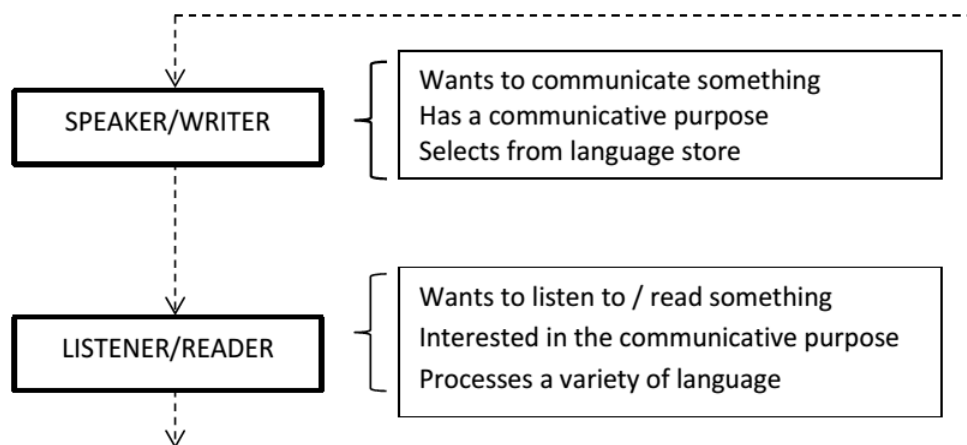 SPEAKER/WRITER
Wants to communicate something
Has a communicative purpose
Selects from language store
LISTENER/READER
Wants to listen to / read something
Interested in the communicative purpose
Processes a variety of language